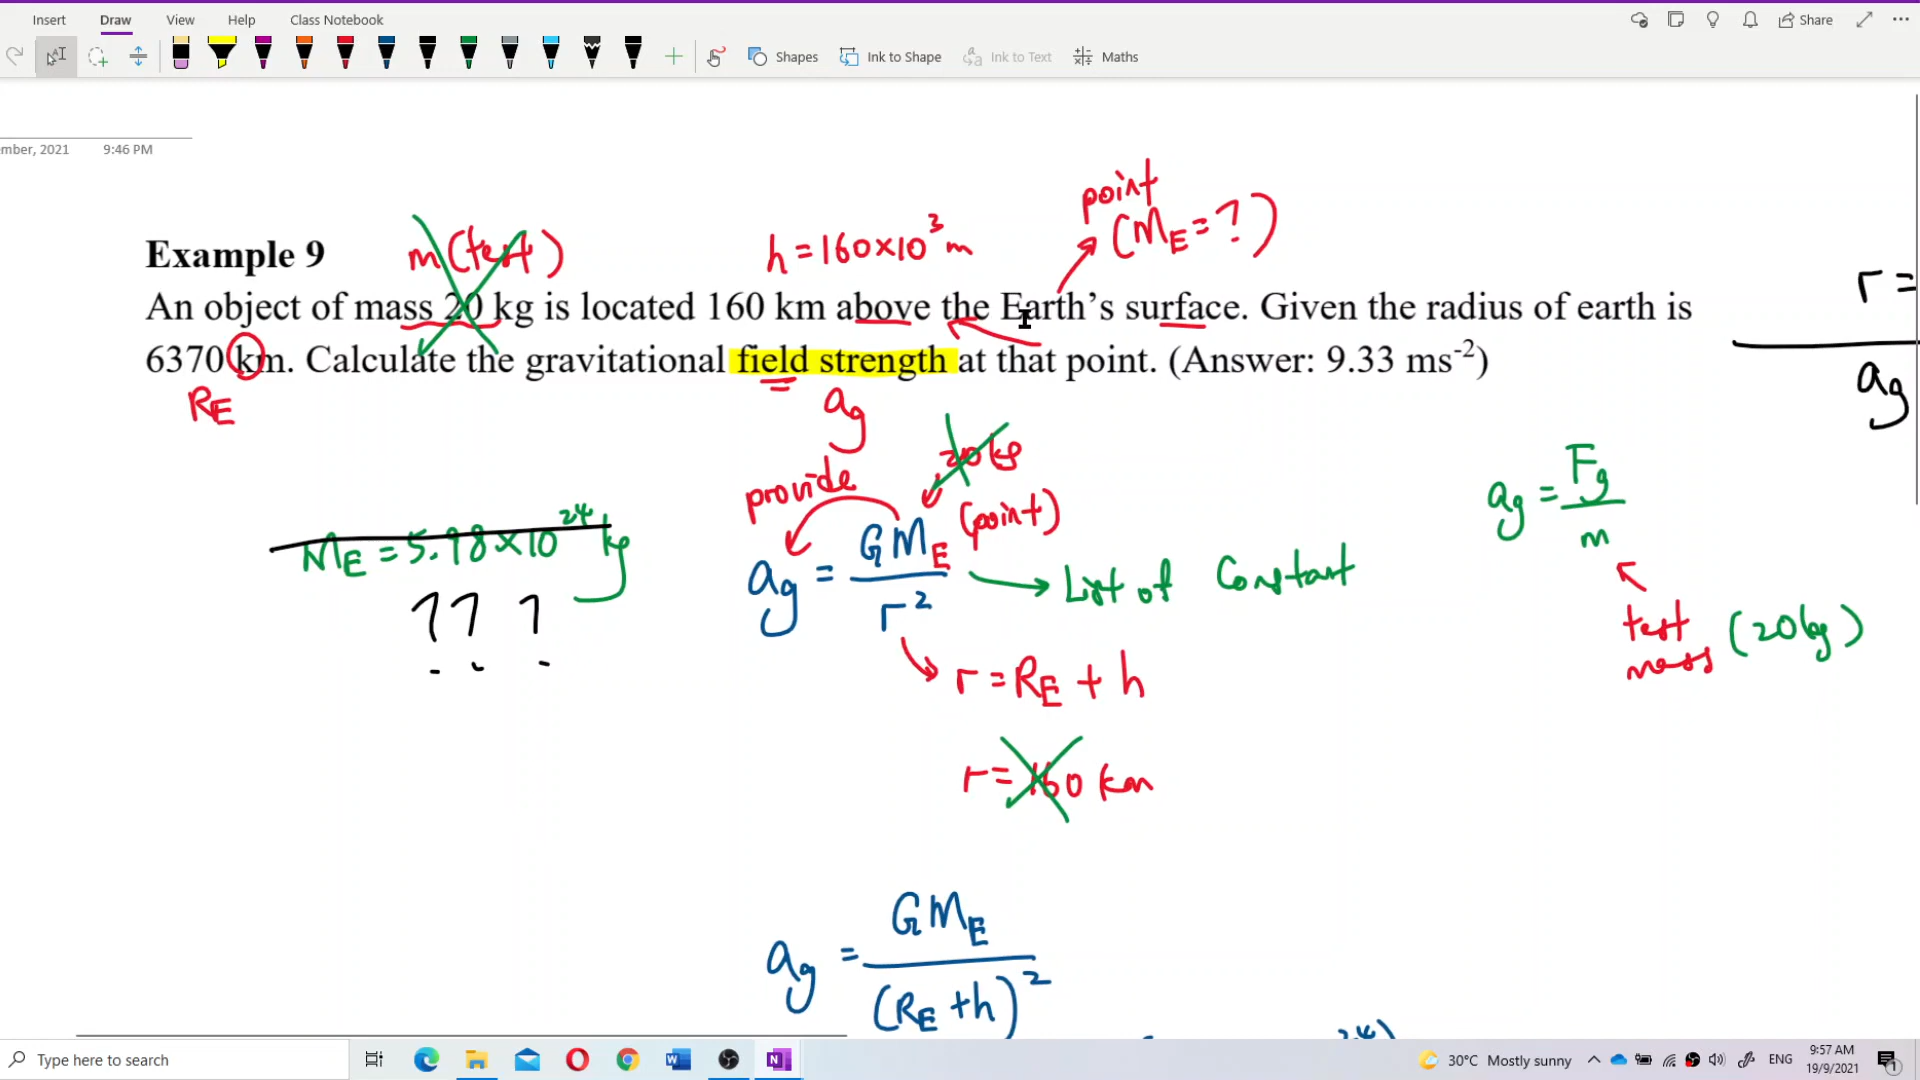 Insert Draw View Help Class Notebook Share
Shapes Ink to Shape Ink to Text Maths
mber, 2021 9:46 PM
point
(ME=?)
m (test) h = 160×10³ m
Example 9
An object of mass 20 kg is located 160 km above the Earth's surface. Given the radius of earth is
r =
6370 km. Calculate the gravitational field strength at that point. (Answer: 9.33 ms-2)
RE ag ag
20 kg
provide
(point)
ag = Fg / m
ME = 5.98×10²⁴ kg
ag = GME / r²
List of Constant
? ? ?
test mass (20kg)
r = RE + h
r = 160 km
ag = GME / (RE + h)²
24)
Type here to search
30°C Mostly sunny ENG 9:57 AM
19/9/2021
1